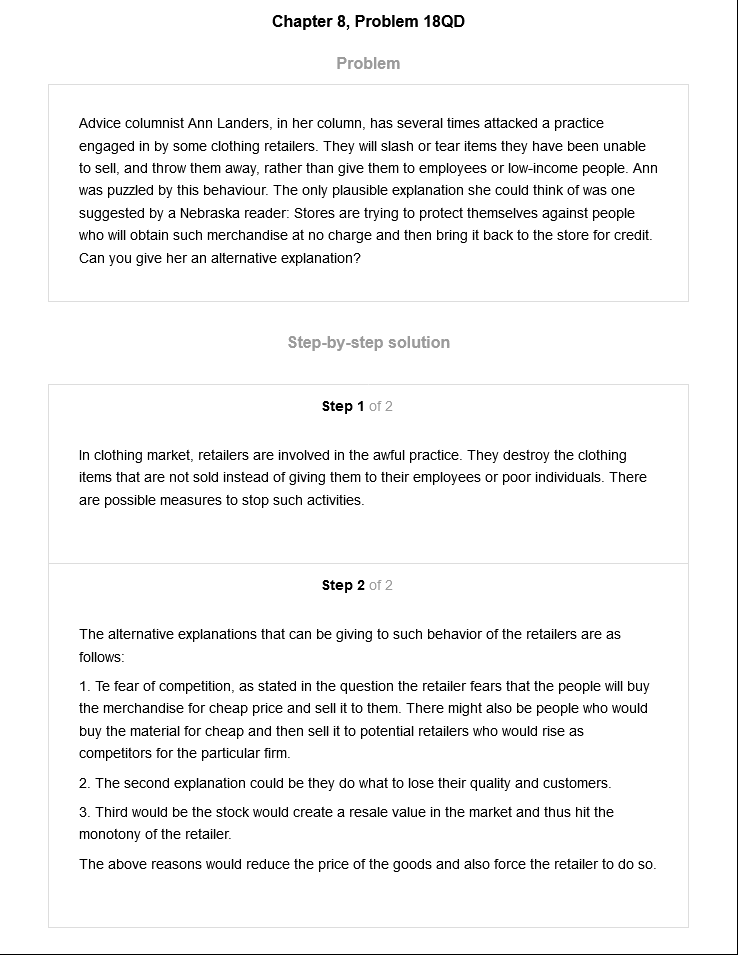 Chapter 8, Problem 18QD
Problem
Advice columnist Ann Landers, in her column, has several times attacked a practice
engaged in by some clothing retailers. They will slash or tear items they have been unable
to sell, and throw them away, rather than give them to employees or low-income people. Ann
was puzzled by this behaviour. The only plausible explanation she could think of was one
suggested by a Nebraska reader: Stores are trying to protect themselves against people
who will obtain such merchandise at no charge and then bring it back to the store for credit.
Can you give her an alternative explanation?
Step-by-step solution
Step 1 of 2
In clothing market, retailers are involved in the awful practice. They destroy the clothing
items that are not sold instead of giving them to their employees or poor individuals. There
are possible measures to stop such activities.
Step 2 of 2
The alternative explanations that can be giving to such behavior of the retailers are as
follows:
1. Te fear of competition, as stated in the question the retailer fears that the people will buy
the merchandise for cheap price and sell it to them. There might also be people who would
buy the material for cheap and then sell it to potential retailers who would rise as
competitors for the particular firm.
2. The second explanation could be they do what to lose their quality and customers.
3. Third would be the stock would create a resale value in the market and thus hit the
monotony of the retailer.
The above reasons would reduce the price of the goods and also force the retailer to do so.